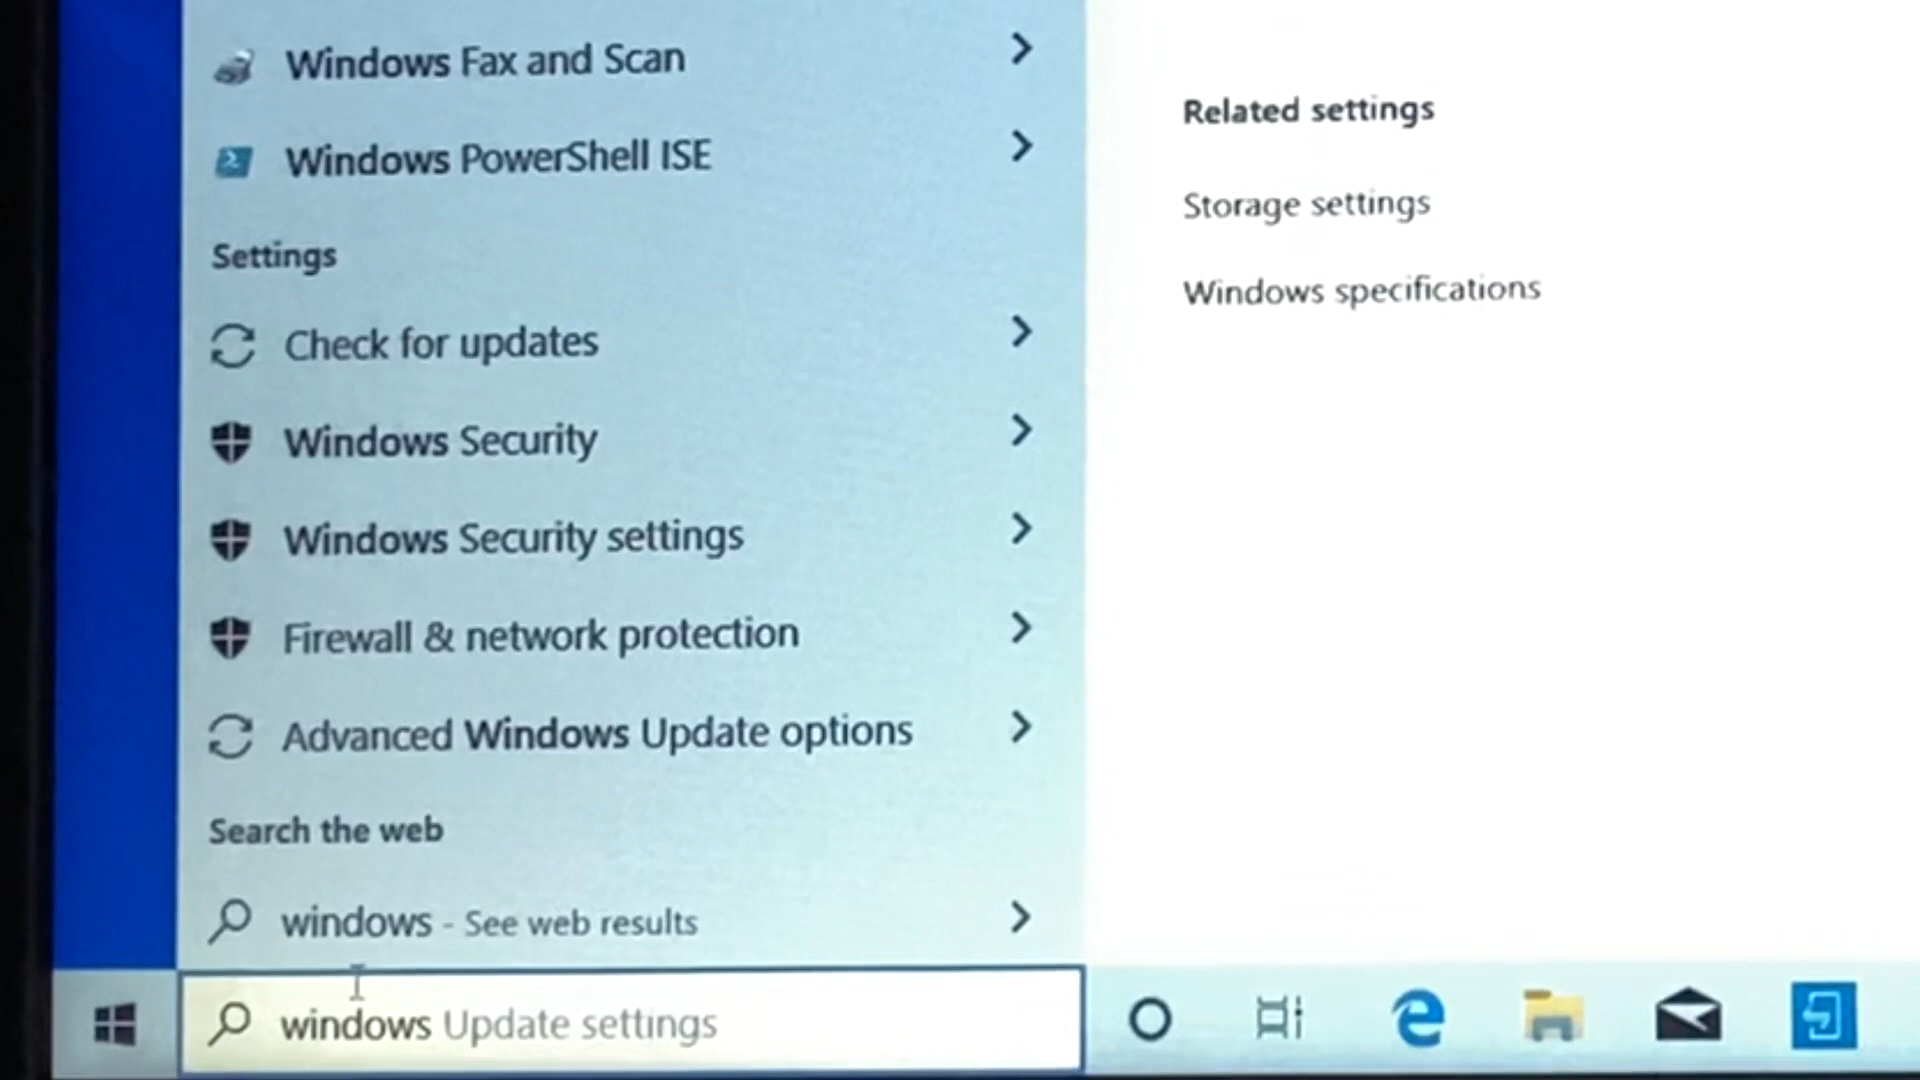 Windows Fax and Scan
Windows PowerShell ISE
Settings
Check for updates
Windows Security
Windows Security settings
Firewall & network protection
Advanced Windows Update options
Search the web
windows - See web results
windows Update settings
Related settings
Storage settings
Windows specifications